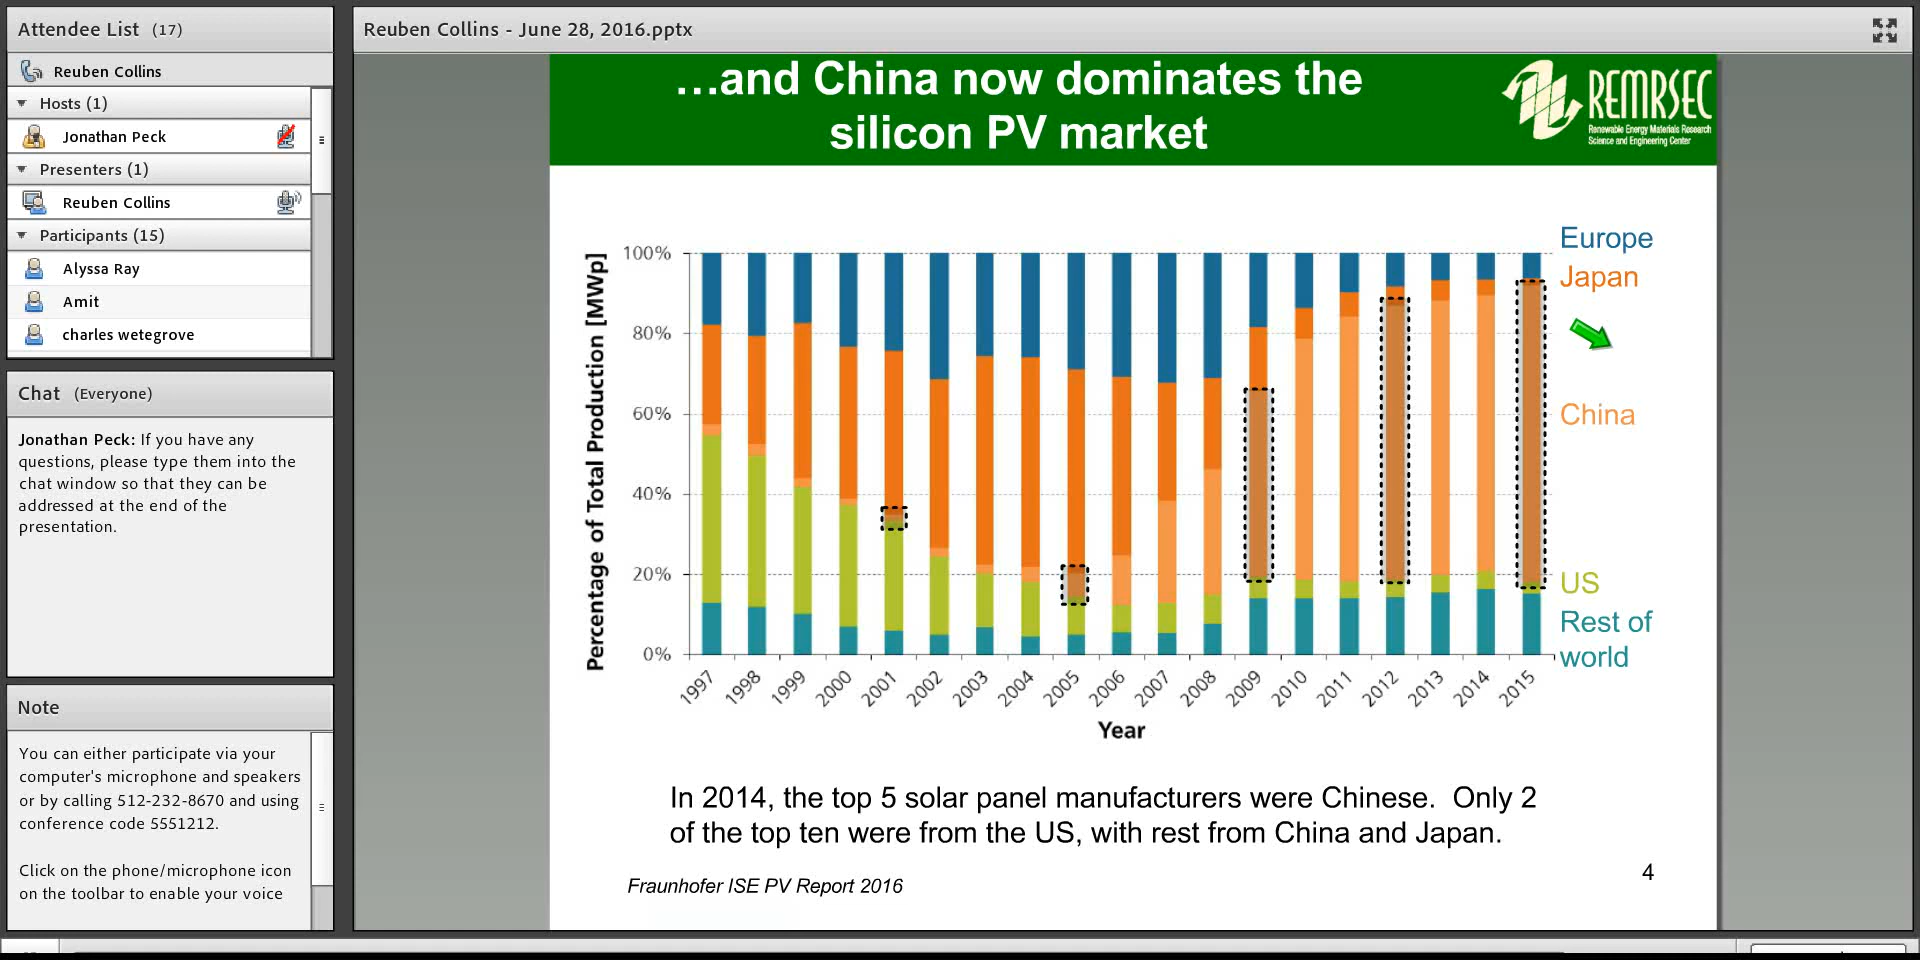 Attendee List (17)
Reuben Collins
Hosts (1)
Jonathan Peck
Presenters (1)
Reuben Collins
Participants (15)
Alyssa Ray
Amit
charles wetegrove
Chat (Everyone)
Jonathan Peck: If you have any
questions, please type them into the
chat window so that they can be
addressed at the end of the
presentation.
Note
You can either participate via your
computer's microphone and speakers
or by calling 512-232-8670 and using
conference code 5551212.
Click on the phone/microphone icon
on the toolbar to enable your voice
Reuben Collins - June 28, 2016.pptx
...and China now dominates the
silicon PV market
REMRSEC
Renewable Energy Materials Research
Science and Engineering Center
Percentage of Total Production [MWp]
100%
80%
60%
40%
20%
0%
1997 1998 1999 2000 2001 2002 2003 2004 2005 2006 2007 2008 2009 2010 2011 2012 2013 2014 2015
Year
Europe
Japan
China
US
Rest of
world
In 2014, the top 5 solar panel manufacturers were Chinese.  Only 2
of the top ten were from the US, with rest from China and Japan.
Fraunhofer ISE PV Report 2016
4